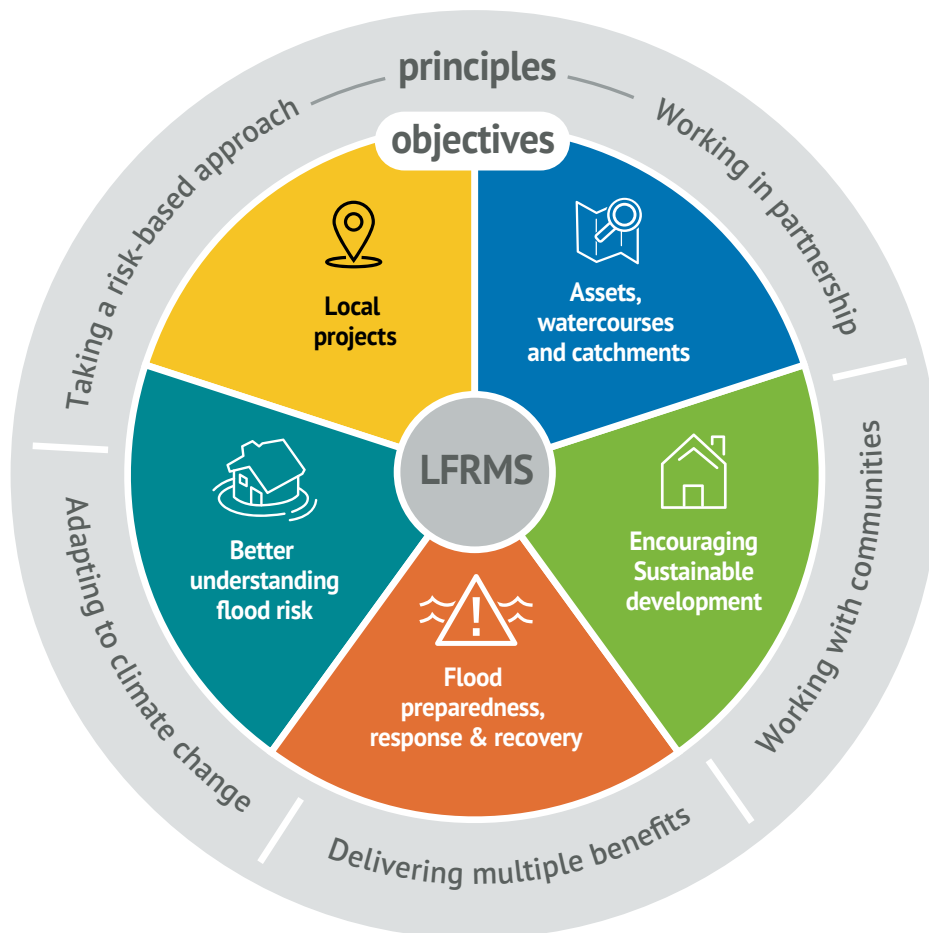 principles
Taking a risk-based approach
Working in partnership
objectives
Local
projects
Assets,
watercourses
and catchments
LFRMS
Better
understanding
flood risk
Encouraging
Sustainable
development
Flood
preparedness,
response & recovery
Working with communities
Adapting to climate change
Delivering multiple benefits